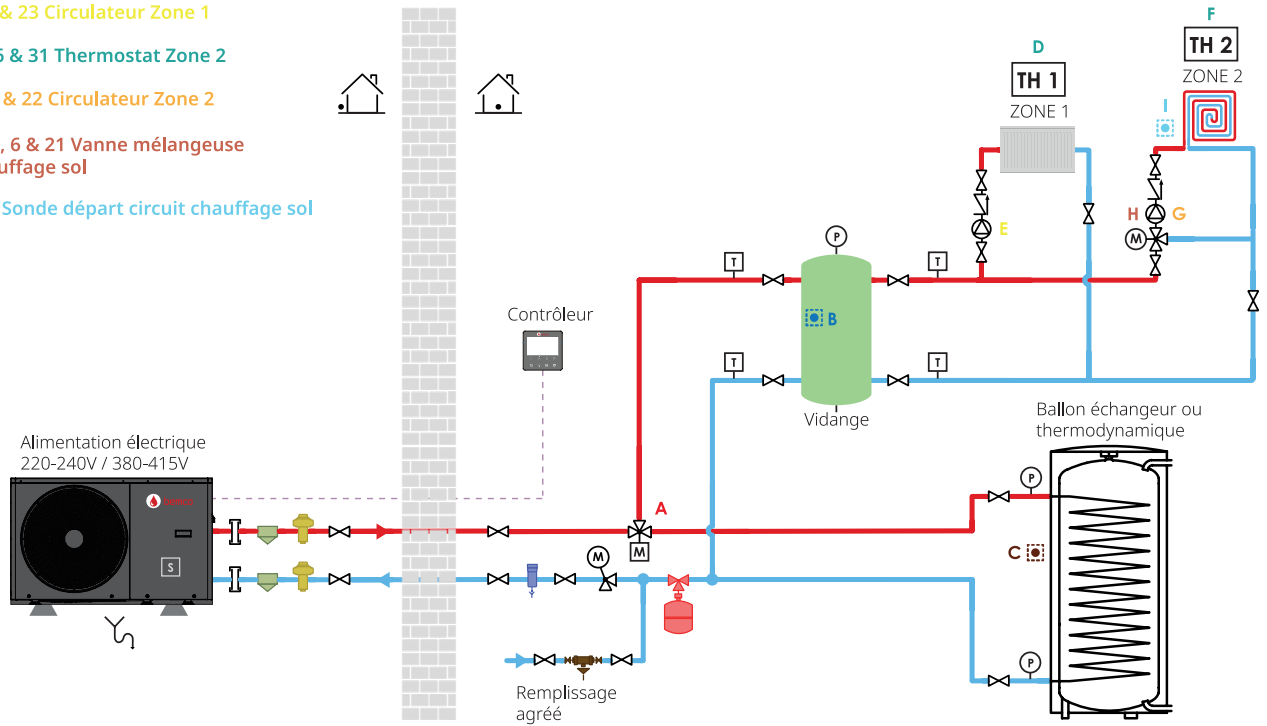 & 23 Circulateur Zone 1
& 31 Thermostat Zone 2
& 22 Circulateur Zone 2
, 6 & 21 Vanne mélangeuse
uffage sol
Sonde départ circuit chauffage sol
F
TH 2
ZONE 2
D
TH 1
ZONE 1
I
H
G
M
E
P
T
T
B
Contrôleur
T
T
Vidange
Ballon échangeur ou
thermodynamique
Alimentation électrique
220-240V / 380-415V
P
A
M
C
M
S
P
Remplissage
agréé